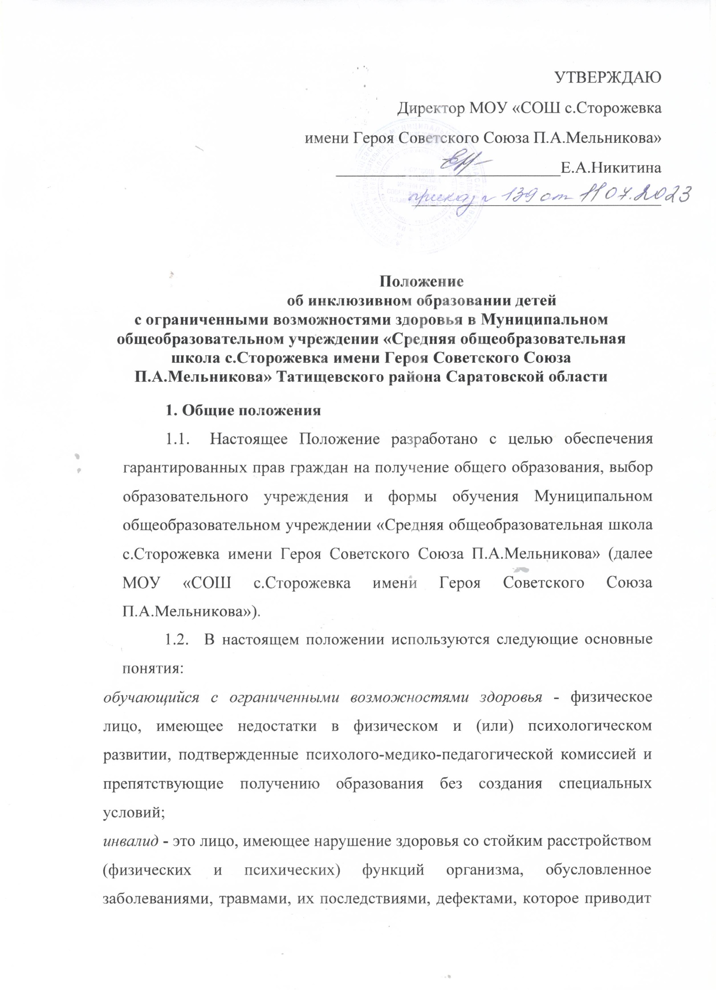 УТВЕРЖДАЮ
Директор МОУ «СОШ с.Сторожевка
имени Героя Советского Союза П.А.Мельникова»
Е.А.Никитина
приказ 139 от 11 07.2023
Положение
об инклюзивном образовании детей
с ограниченными возможностями здоровья в Муниципальном
общеобразовательном учреждении «Средняя общеобразовательная
школа с.Сторожевка имени Героя Советского Союза
П.А.Мельникова» Татищевского района Саратовской области
1. Общие положения
1.1. Настоящее Положение разработано с целью обеспечения
гарантированных прав граждан на получение общего образования, выбор
образовательного учреждения и формы обучения Муниципальном
общеобразовательном учреждении «Средняя общеобразовательная школа
с.Сторожевка имени Героя Советского Союза П.А.Мельникова» (далее
МОУ «СОШ с.Сторожевка имени Героя Советского Союза
П.А.Мельникова»).
1.2. В настоящем положении используются следующие основные
понятия:
обучающийся с ограниченными возможностями здоровья - физическое
лицо, имеющее недостатки в физическом и (или) психологическом
развитии, подтвержденные психолого-медико-педагогической комиссией и
препятствующие получению образования без создания специальных
условий;
инвалид - это лицо, имеющее нарушение здоровья со стойким расстройством
(физических и психических) функций организма, обусловленное
заболеваниями, травмами, их последствиями, дефектами, которое приводит